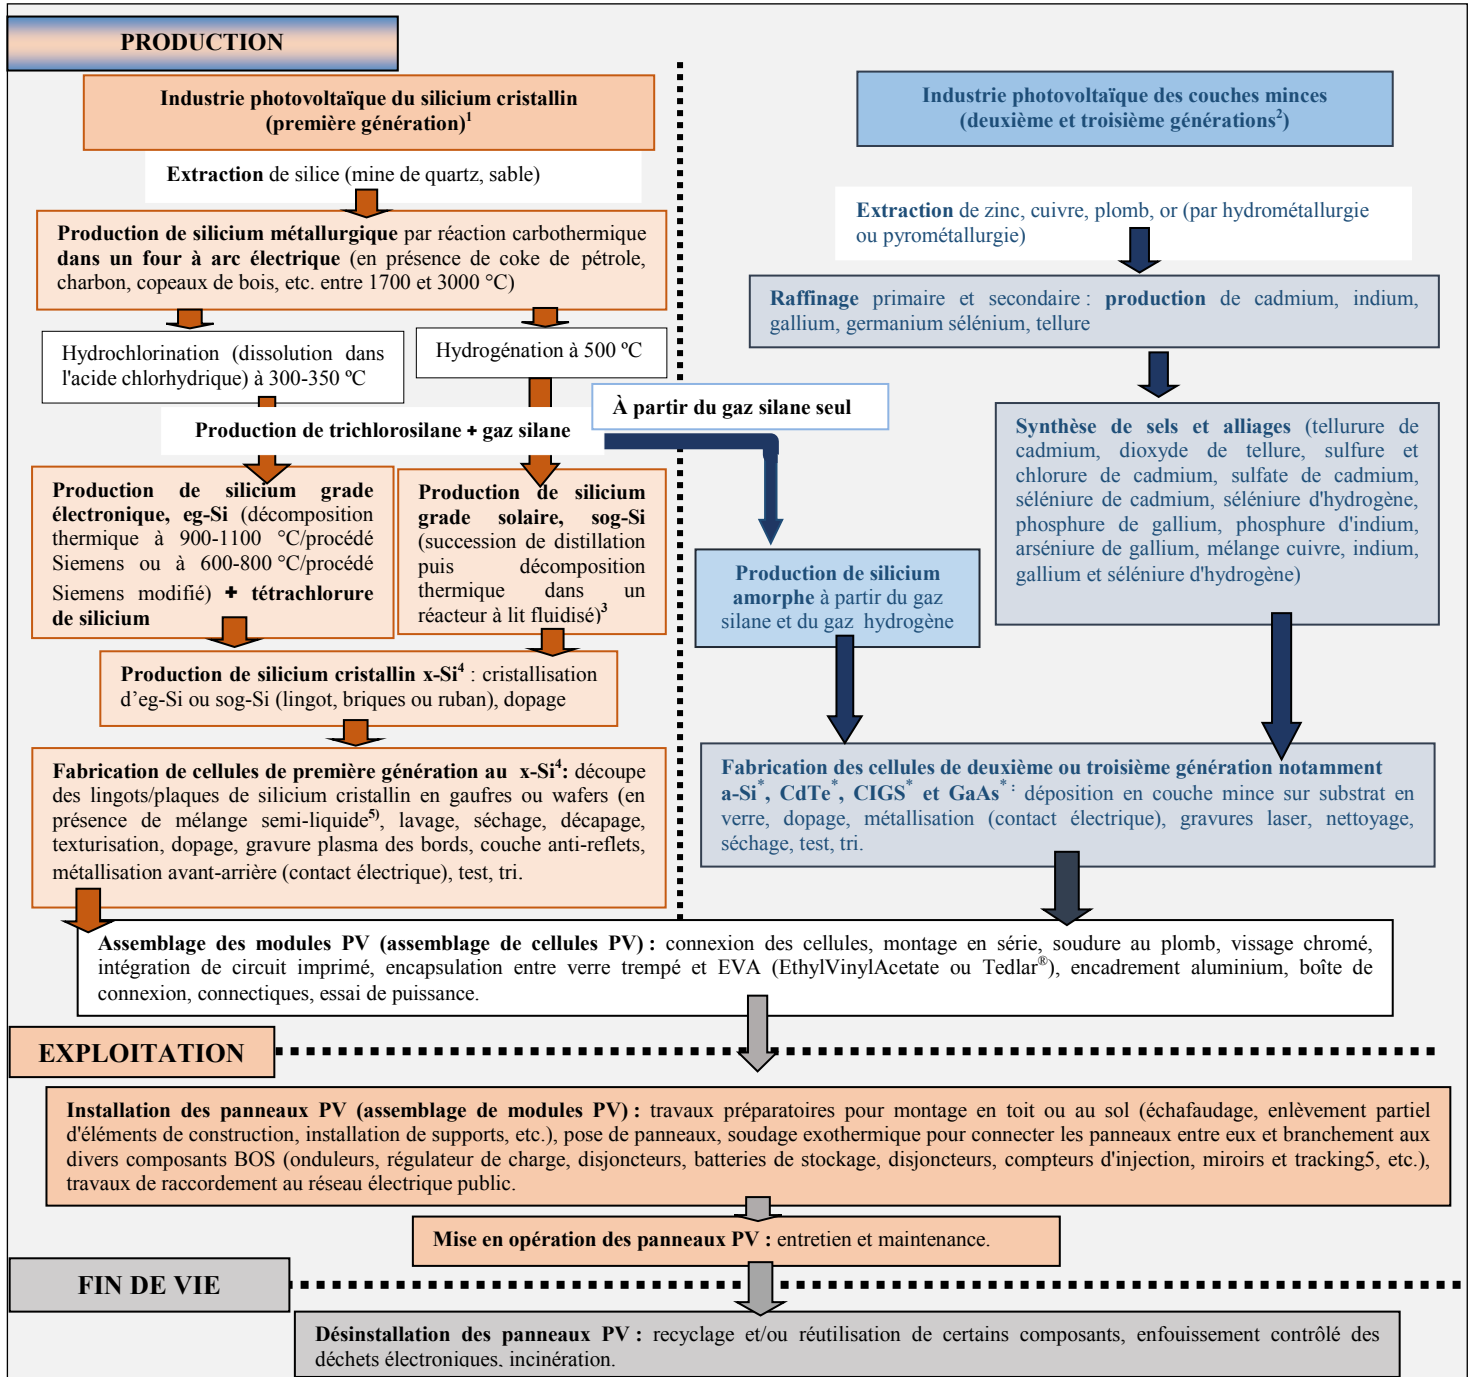 PRODUCTION
Industrie photovoltaïque du silicium cristallin
(première génération)1
Extraction de silice (mine de quartz, sable)
Production de silicium métallurgique par réaction carbothermique
dans un four à arc électrique (en présence de coke de pétrole,
charbon, copeaux de bois, etc. entre 1700 et 3000 °C)
Hydrochlorination (dissolution dans
l'acide chlorhydrique) à 300-350 ºC
Hydrogénation à 500 ºC
Production de trichlorosilane + gaz silane
À partir du gaz silane seul
Production de silicium grade
électronique, eg-Si (décomposition
thermique à 900-1100 °C/procédé
Siemens ou à 600-800 °C/procédé
Siemens modifié) + tétrachlorure
de silicium
Production de silicium
grade solaire, sog-Si
(succession de distillation
puis décomposition
thermique dans un
réacteur à lit fluidisé)3
Production de silicium cristallin x-Si4 : cristallisation
d’eg-Si ou sog-Si (lingot, briques ou ruban), dopage
Fabrication de cellules de première génération au x-Si4: découpe
des lingots/plaques de silicium cristallin en gaufres ou wafers (en
présence de mélange semi-liquide5), lavage, séchage, décapage,
texturisation, dopage, gravure plasma des bords, couche anti-reflets,
métallisation avant-arrière (contact électrique), test, tri.
Industrie photovoltaïque des couches minces
(deuxième et troisième générations2)
Extraction de zinc, cuivre, plomb, or (par hydrométallurgie
ou pyrométallurgie)
Raffinage primaire et secondaire : production de cadmium, indium,
gallium, germanium sélénium, tellure
Synthèse de sels et alliages (tellurure de
cadmium, dioxyde de tellure, sulfure et
chlorure de cadmium, sulfate de cadmium,
séléniure de cadmium, séléniure d'hydrogène,
phosphure de gallium, phosphure d'indium,
arséniure de gallium, mélange cuivre, indium,
gallium et séléniure d'hydrogène)
Production de silicium
amorphe à partir du gaz
silane et du gaz hydrogène
Fabrication des cellules de deuxième ou troisième génération notamment
a-Si*, CdTe*, CIGS* et GaAs* : déposition en couche mince sur substrat en
verre, dopage, métallisation (contact électrique), gravures laser, nettoyage,
séchage, test, tri.
Assemblage des modules PV (assemblage de cellules PV) : connexion des cellules, montage en série, soudure au plomb, vissage chromé,
intégration de circuit imprimé, encapsulation entre verre trempé et EVA (EthylVinylAcetate ou Tedlar®), encadrement aluminium, boîte de
connexion, connectiques, essai de puissance.
EXPLOITATION
Installation des panneaux PV (assemblage de modules PV) : travaux préparatoires pour montage en toit ou au sol (échafaudage, enlèvement partiel
d'éléments de construction, installation de supports, etc.), pose de panneaux, soudage exothermique pour connecter les panneaux entre eux et branchement aux
divers composants BOS (onduleurs, régulateur de charge, disjoncteurs, batteries de stockage, disjoncteurs, compteurs d'injection, miroirs et tracking5, etc.),
travaux de raccordement au réseau électrique public.
Mise en opération des panneaux PV : entretien et maintenance.
FIN DE VIE
Désinstallation des panneaux PV : recyclage et/ou réutilisation de certains composants, enfouissement contrôlé des
déchets électroniques, incinération.